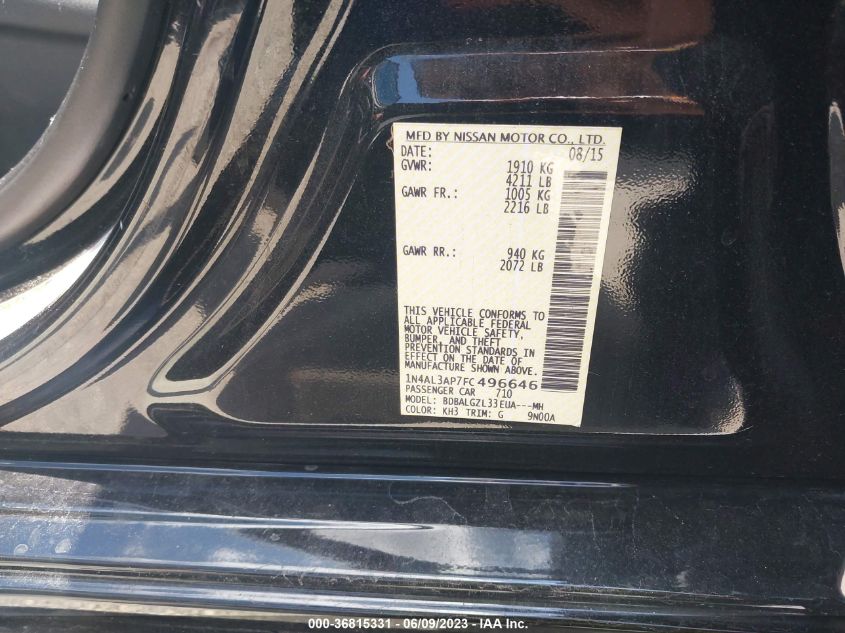 MFD BY NISSAN MOTOR CO., LTD.
DATE: 08/15
GVWR: 1910 KG
4211 LB
GAWR FR.: 1005 KG
2216 LB
GAWR RR.: 940 KG
2072 LB
THIS VEHICLE CONFORMS TO
ALL APPLICABLE FEDERAL
MOTOR VEHICLE SAFETY,
BUMPER, AND THEFT
PREVENTION STANDARDS IN
EFFECT ON THE DATE OF
MANUFACTURE SHOWN ABOVE.
1N4AL3AP7FC496646
PASSENGER CAR 710
MODEL: BDBALGZL33EUA---MH
COLOR: KH3 TRIM: G 9N00A
000-36815331 - 06/09/2023 - IAAI.com.